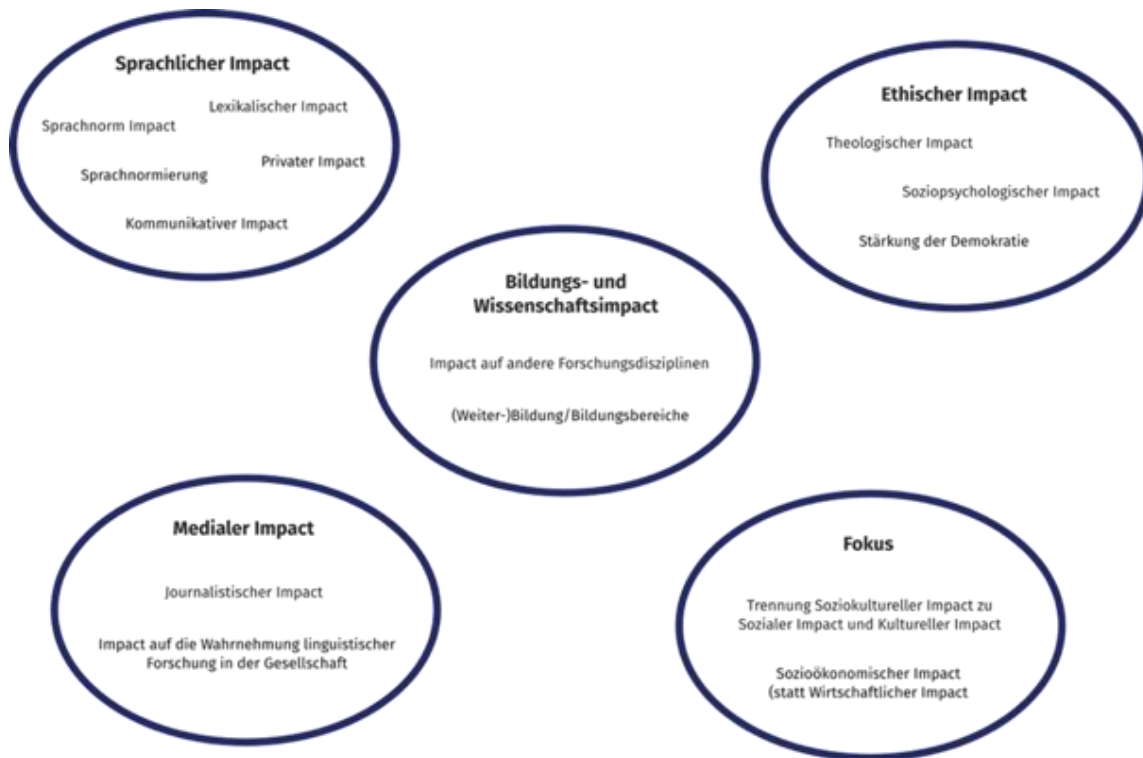 Sprachlicher Impact
Lexikalischer Impact
Sprachnorm Impact
Privater Impact
Sprachnormierung
Kommunikativer Impact
Ethischer Impact
Theologischer Impact
Soziopsychologischer Impact
Stärkung der Demokratie
Bildungs- und
Wissenschaftsimpact
Impact auf andere Forschungsdisziplinen
(Weiter-)Bildung/Bildungsbereiche
Medialer Impact
Journalistischer Impact
Impact auf die Wahrnehmung linguistischer
Forschung in der Gesellschaft
Fokus
Trennung Soziokultureller Impact zu
Sozialer Impact und Kultureller Impact
Sozioökonomischer Impact
(statt Wirtschaftlicher Impact